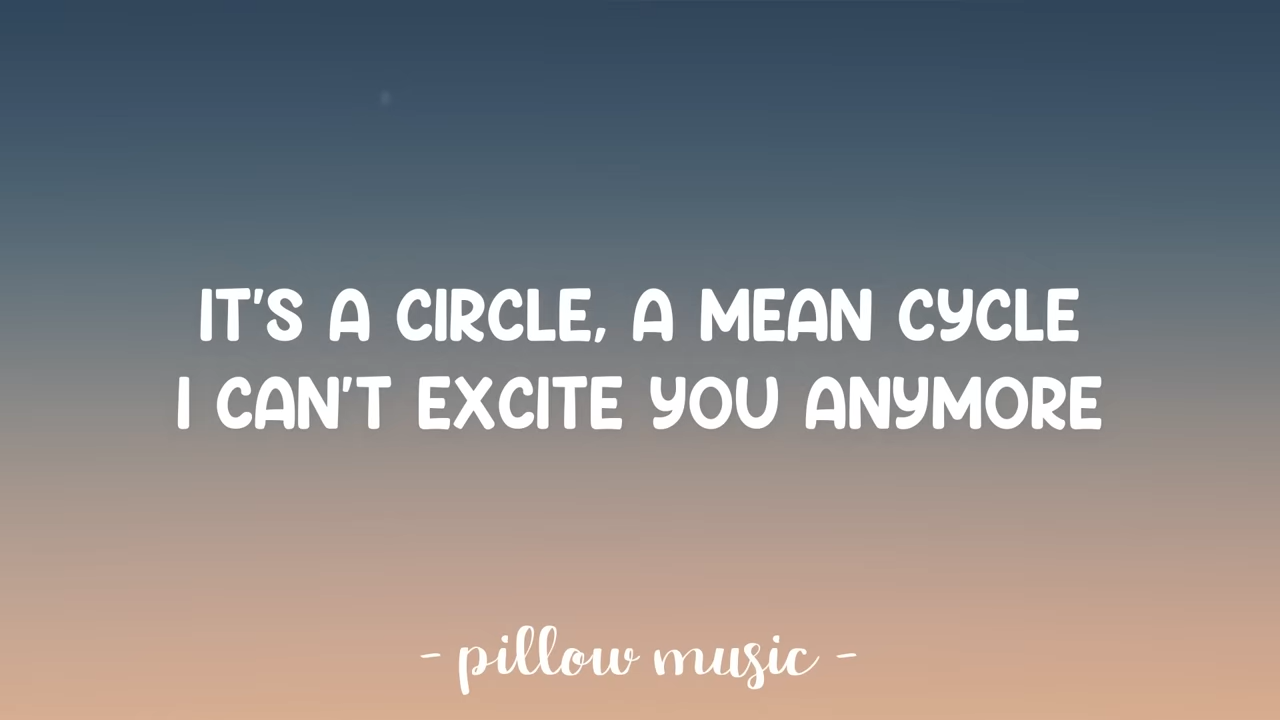 IT'S A CIRCLE, A MEAN CYCLE
I CAN'T EXCITE YOU ANYMORE
- pillow music -